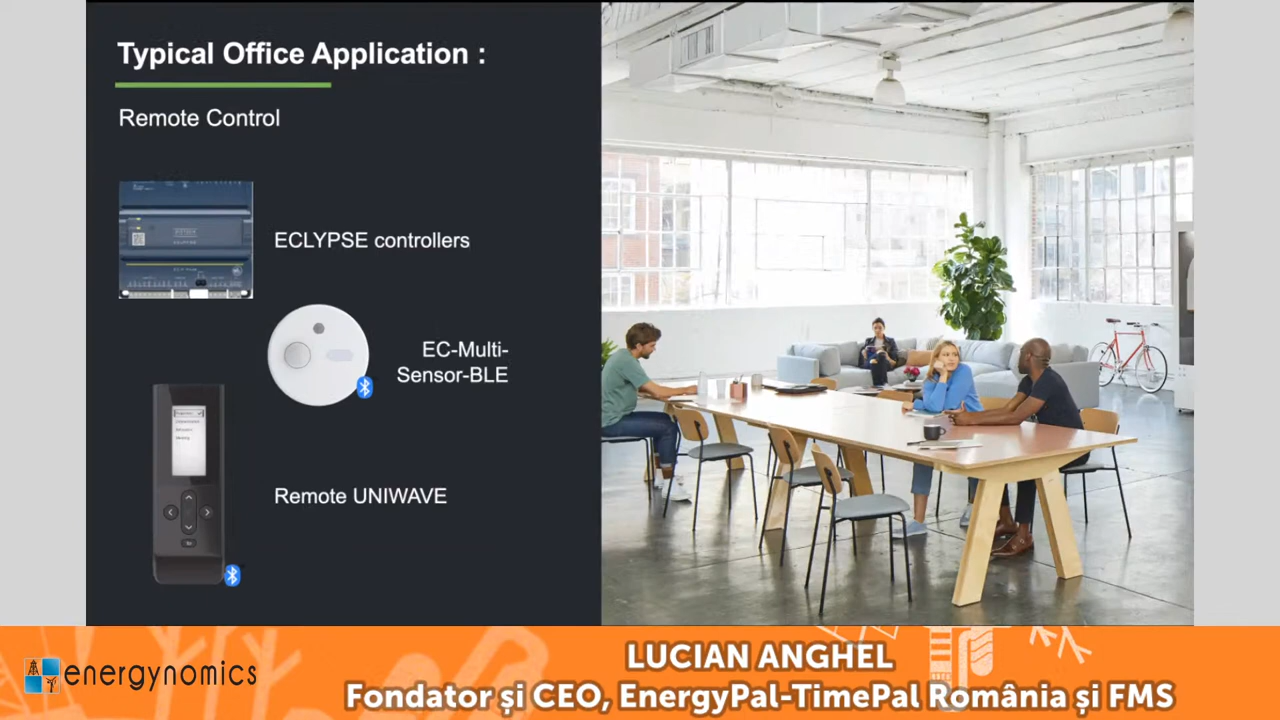 Typical Office Application :
Remote Control
ECLYPSE controllers
EC-Multi-
Sensor-BLE
Remote UNIWAVE
energynomics
LUCIAN ANGHEL
Fondator și CEO, EnergyPal-TimePal România și FMS